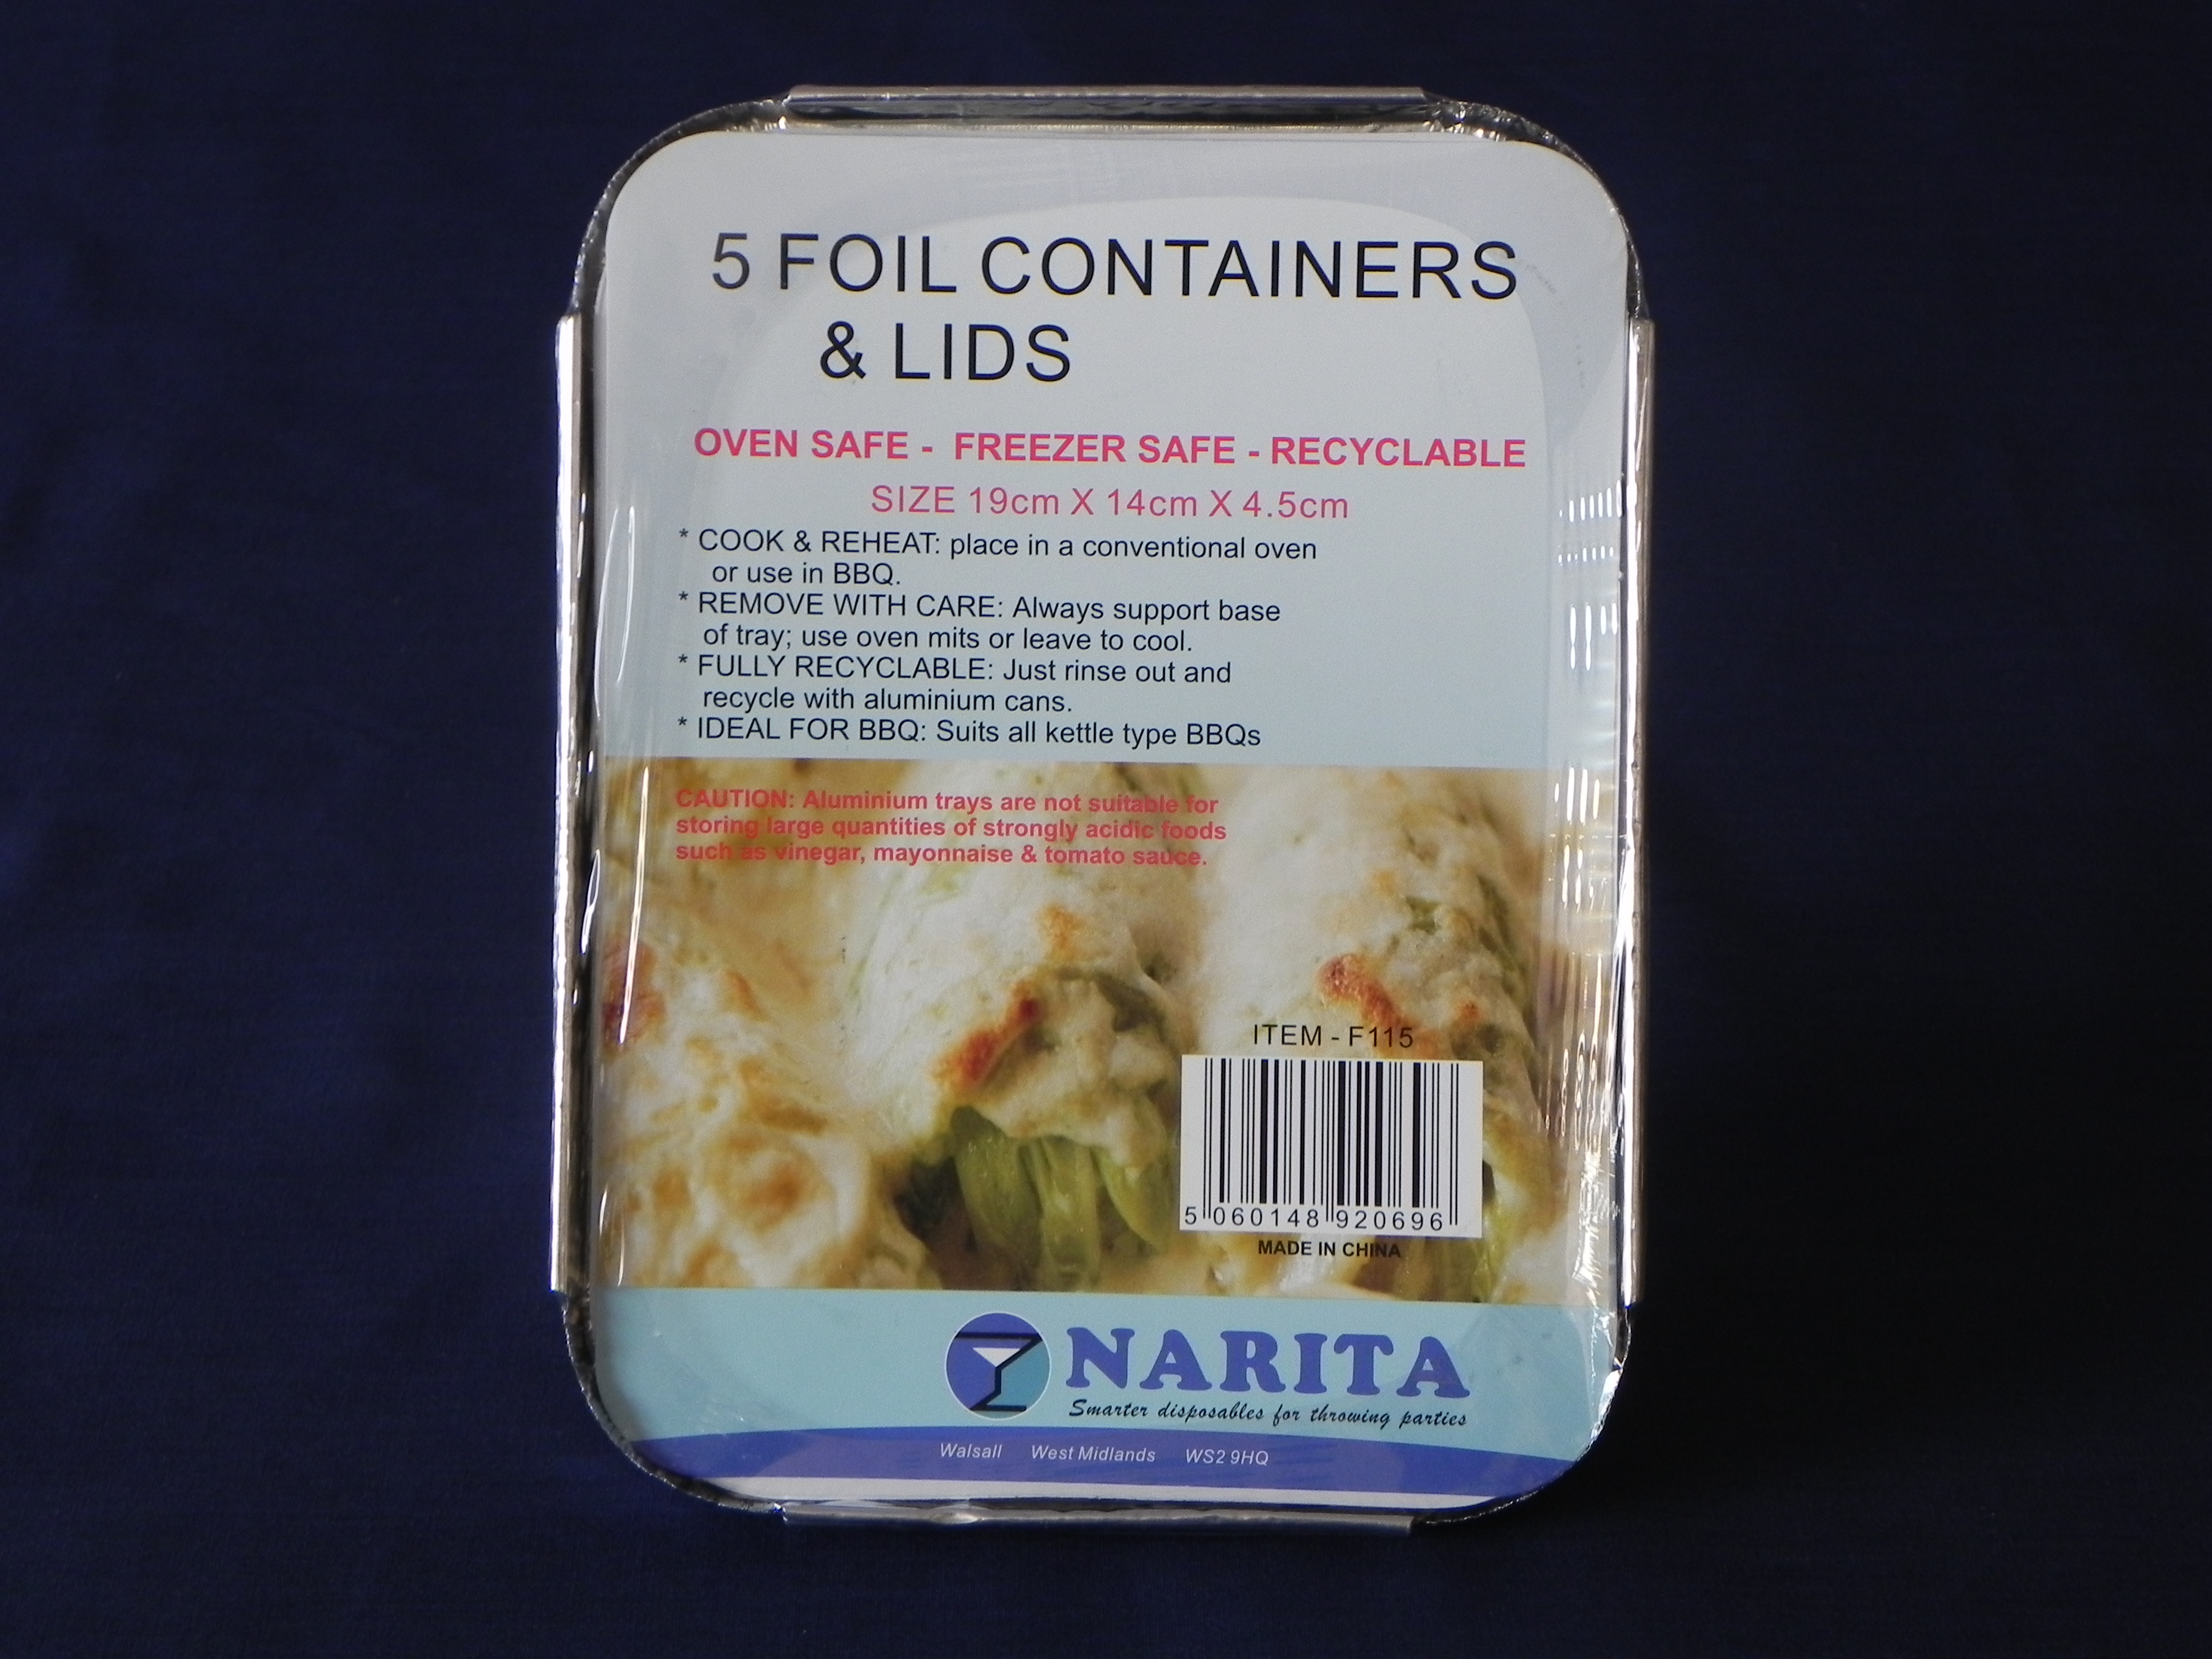 5 FOIL CONTAINERS
& LIDS
OVEN SAFE - FREEZER SAFE - RECYCLABLE
SIZE 19cm X 14cm X 4.5cm
* COOK & REHEAT: place in a conventional oven
or use in BBQ.
* REMOVE WITH CARE: Always support base
of tray; use oven mits or leave to cool.
* FULLY RECYCLABLE: Just rinse out and
recycle with aluminium cans.
* IDEAL FOR BBQ: Suits all kettle type BBQs
CAUTION: Aluminium trays are not suitable for
storing large quantities of strongly acidic foods
such as vinegar, mayonnaise & tomato sauce.
ITEM - F115
5 060148 920696
MADE IN CHINA
NARITA
Smarter disposables for throwing parties
Walsall West Midlands WS2 9HQ